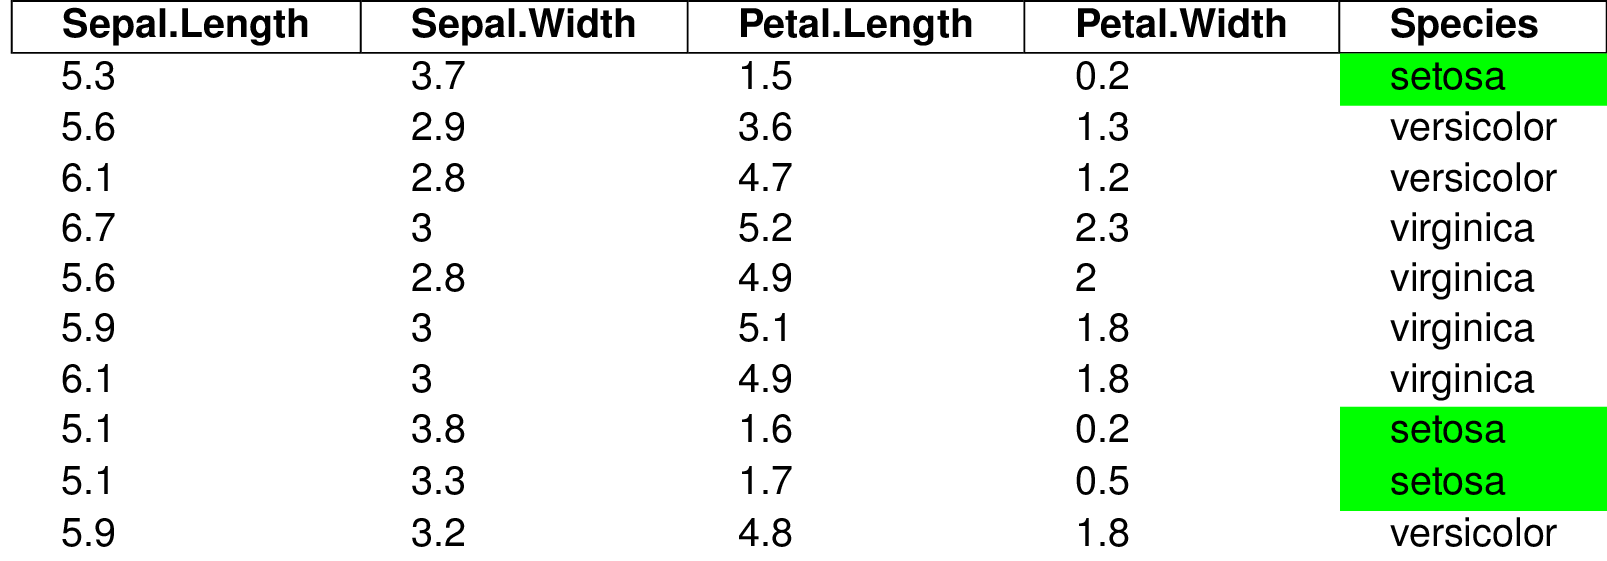 Sepal.Length Sepal.Width Petal.Length Petal.Width Species
5.3 3.7 1.5 0.2 setosa
5.6 2.9 3.6 1.3 versicolor
6.1 2.8 4.7 1.2 versicolor
6.7 3 5.2 2.3 virginica
5.6 2.8 4.9 2 virginica
5.9 3 5.1 1.8 virginica
6.1 3 4.9 1.8 virginica
5.1 3.8 1.6 0.2 setosa
5.1 3.3 1.7 0.5 setosa
5.9 3.2 4.8 1.8 versicolor